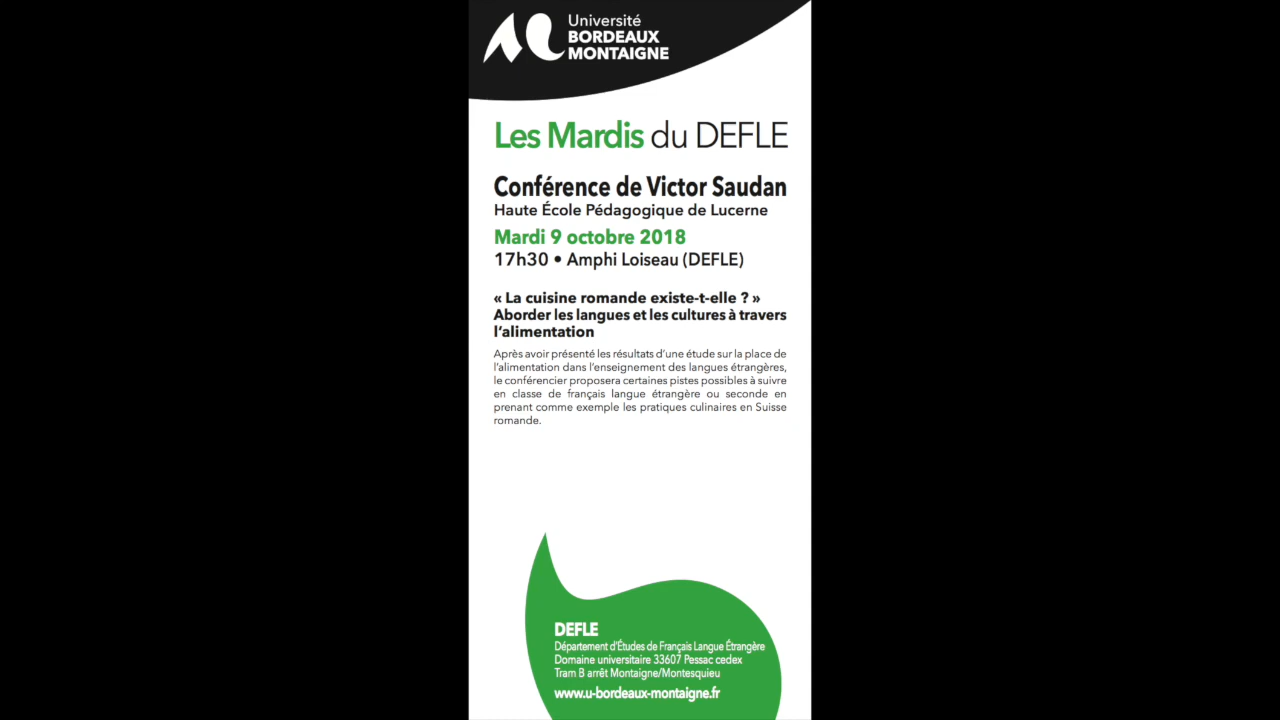 Université
BORDEAUX
MONTAIGNE
Les Mardis du DEFLE
Conférence de Victor Saudan
Haute École Pédagogique de Lucerne
Mardi 9 octobre 2018
17h30 • Amphi Loiseau (DEFLE)
« La cuisine romande existe-t-elle ? »
Aborder les langues et les cultures à travers
l'alimentation
Après avoir présenté les résultats d'une étude sur la place de
l'alimentation dans l'enseignement des langues étrangères,
le conférencier proposera certaines pistes possibles à suivre
en classe de français langue étrangère ou seconde en
prenant comme exemple les pratiques culinaires en Suisse
romande.
DEFLE
Département d'Études de Français Langue Étrangère
Domaine universitaire 33607 Pessac cedex
Tram B arrêt Montaigne/Montesquieu
www.u-bordeaux-montaigne.fr